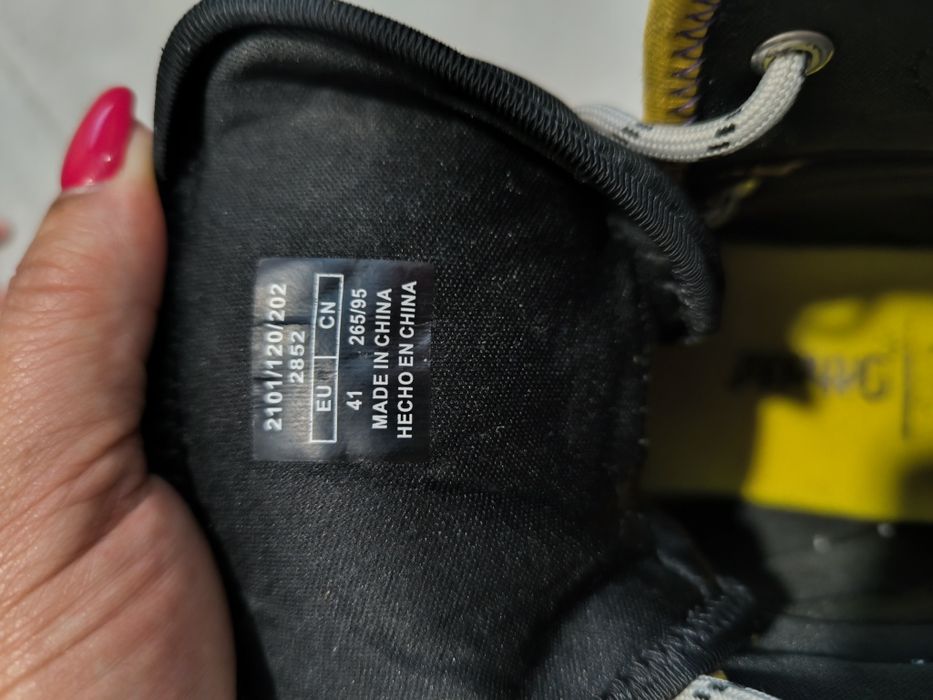 2101/120/202
2852
EU CN
41 265/95
MADE IN CHINA
HECHO EN CHINA